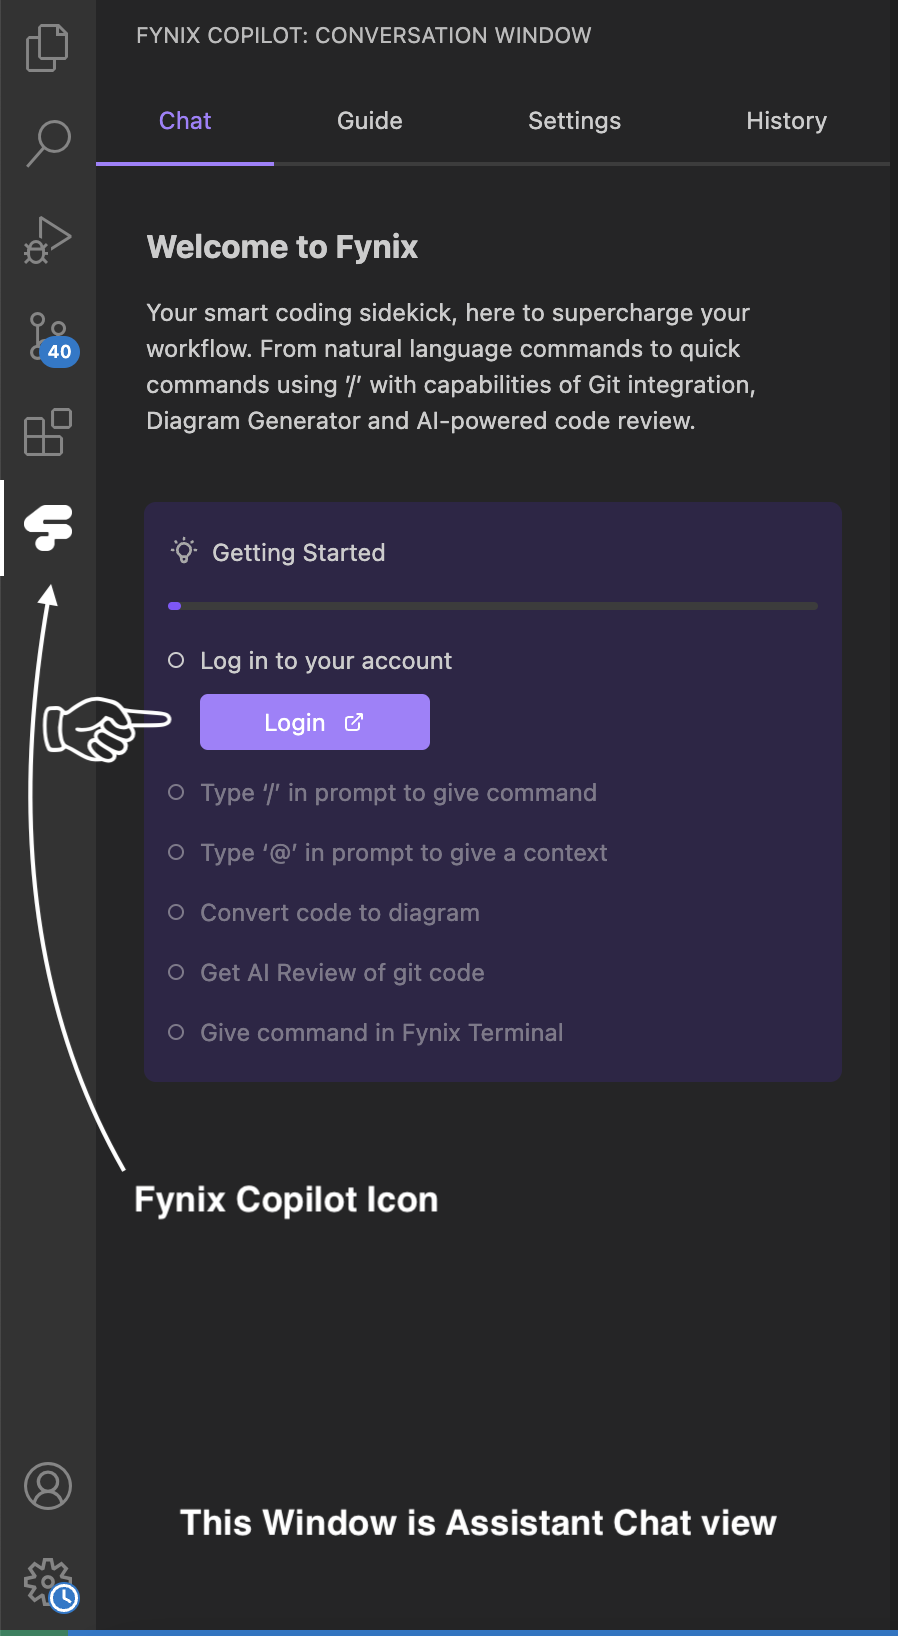 FYNIX COPILOT: CONVERSATION WINDOW
Chat Guide Settings History
Welcome to Fynix
Your smart coding sidekick, here to supercharge your
workflow. From natural language commands to quick
commands using ’/’ with capabilities of Git integration,
Diagram Generator and AI-powered code review.
40
Getting Started
Log in to your account
Login
Type ‘/’ in prompt to give command
Type ‘@’ in prompt to give a context
Convert code to diagram
Get AI Review of git code
Give command in Fynix Terminal
Fynix Copilot Icon
This Window is Assistant Chat view